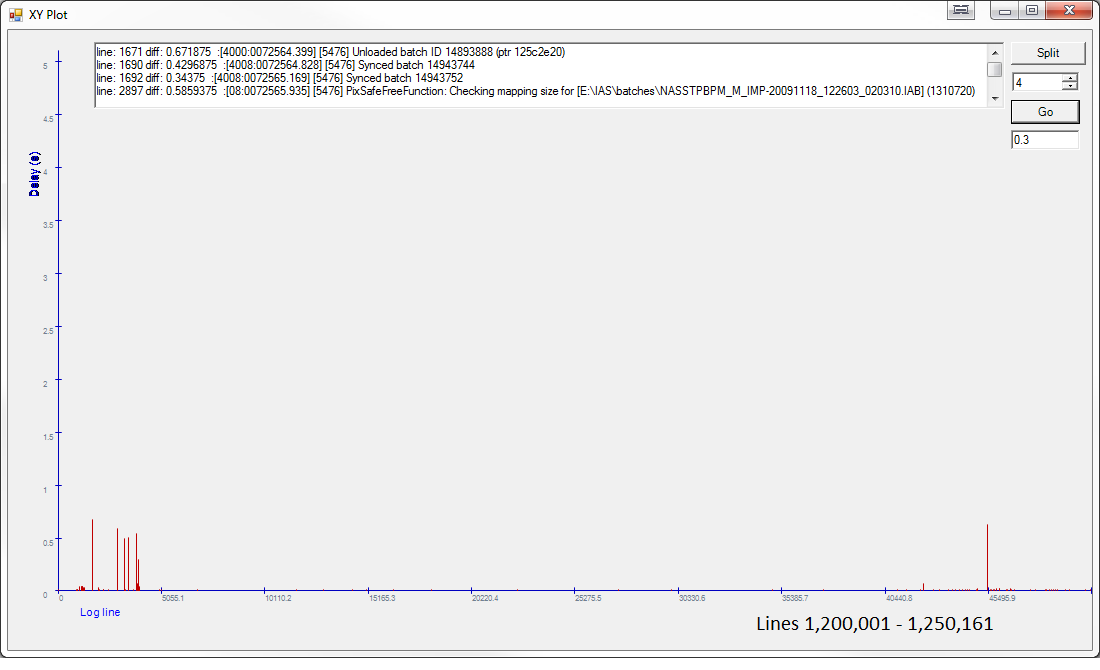 XY Plot
line: 1671 diff: 0.671875 :[4000:0072564.399] [5476] Unloaded batch ID 14893888 (ptr 125c2e20)
line: 1690 diff: 0.4296875 :[4008:0072564.828] [5476] Synced batch 14943744
line: 1692 diff: 0.34375 :[4008:0072565.169] [5476] Synced batch 14943752
line: 2897 diff: 0.5859375 :[08:0072565.935] [5476] PixSafeFreeFunction: Checking mapping size for [E:\IAS\batches\NASSTPBPM_M_IMP-20091118_122603_020310.IAB] (1310720)
Split
4
Go
0.3
Delay (s)
5
4.5
4
3.5
3
2.5
2
1.5
1
0.5
0
0 5055.1 10110.2 15165.3 20220.4 25275.5 30330.6 35385.7 40440.8 45495.9
Log line
Lines 1,200,001 - 1,250,161